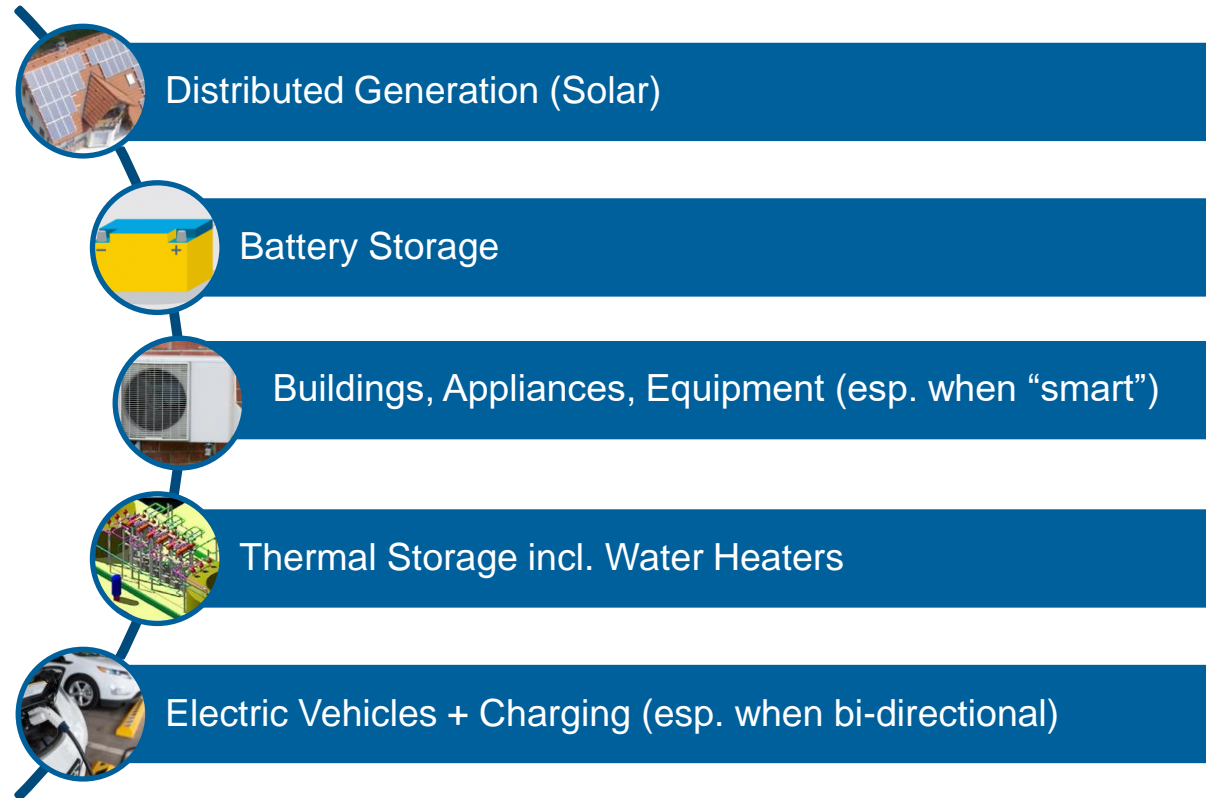 Distributed Generation (Solar)
− +
Battery Storage
Buildings, Appliances, Equipment (esp. when “smart”)
Thermal Storage incl. Water Heaters
Electric Vehicles + Charging (esp. when bi-directional)